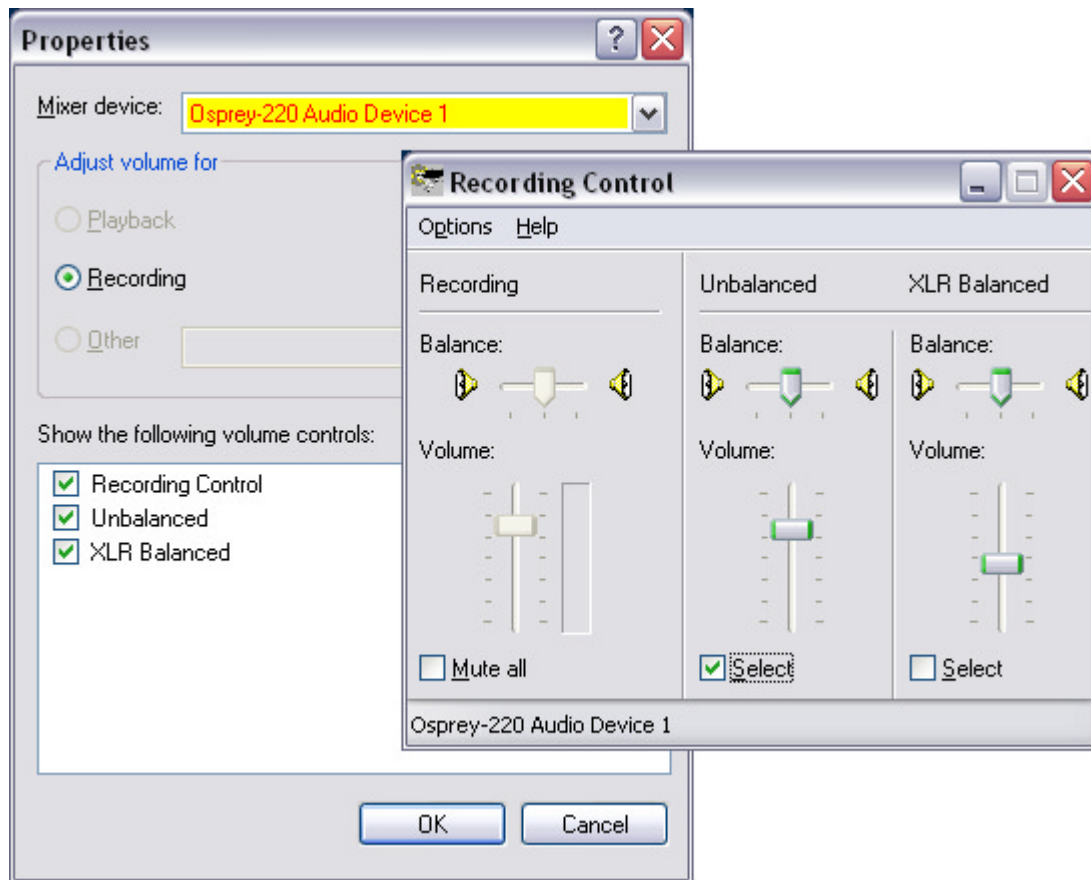 Properties
Mixer device:
Osprey-220 Audio Device 1
Adjust volume for
Playback
Recording
Other
Show the following volume controls:
Recording Control
Unbalanced
XLR Balanced
OK Cancel
Recording Control
Options Help
Recording Unbalanced XLR Balanced
Balance: Balance: Balance:
Volume: Volume: Volume:
Mute all Select Select
Osprey-220 Audio Device 1